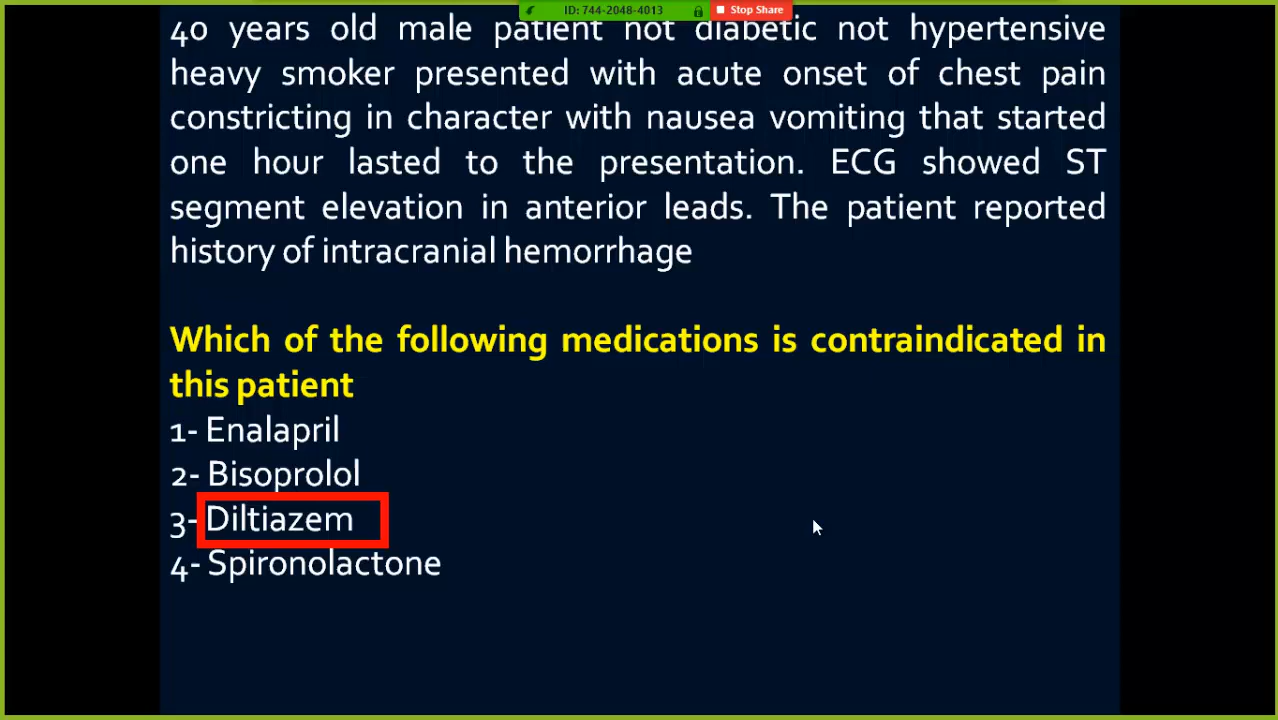 ID: 744-2048-4013
Stop Share
40 years old male patient not diabetic not hypertensive
heavy smoker presented with acute onset of chest pain
constricting in character with nausea vomiting that started
one hour lasted to the presentation. ECG showed ST
segment elevation in anterior leads. The patient reported
history of intracranial hemorrhage
Which of the following medications is contraindicated in
this patient
1- Enalapril
2- Bisoprolol
3- Diltiazem
4- Spironolactone